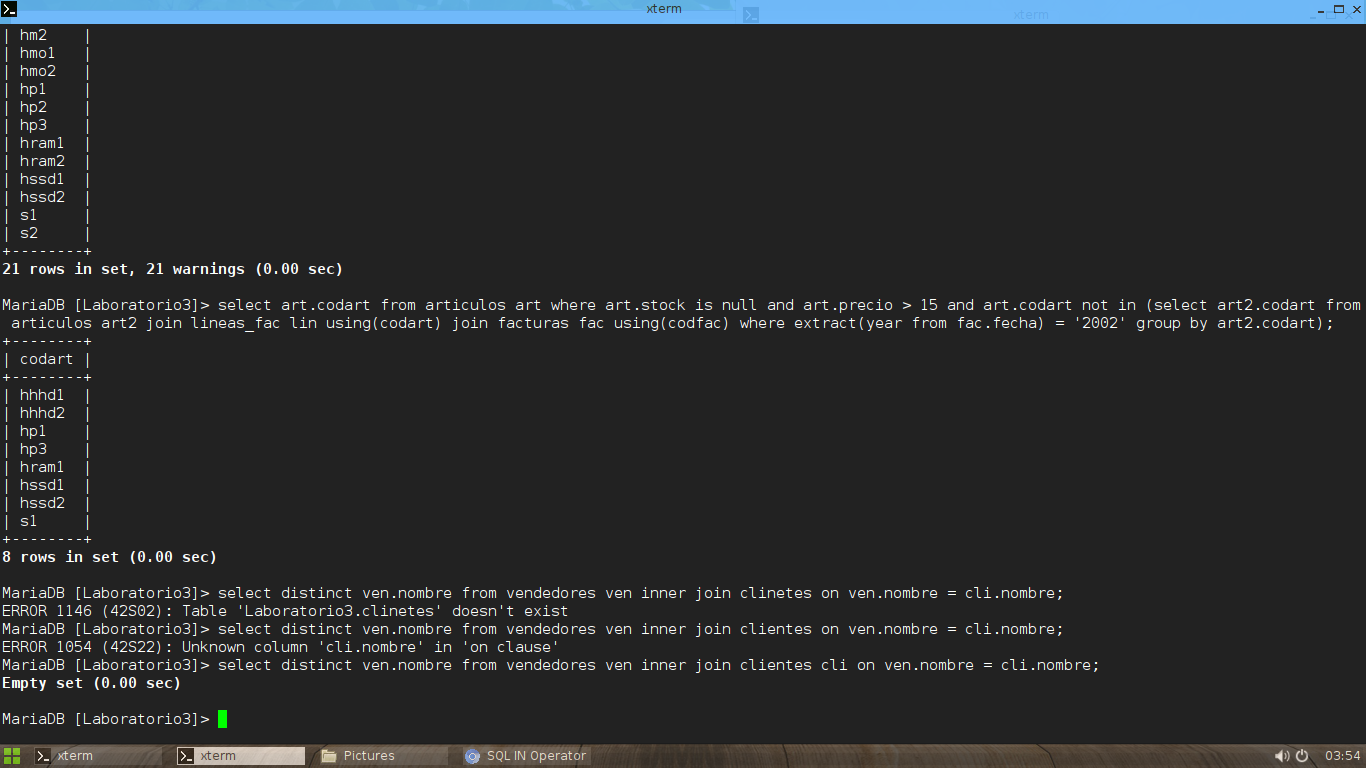 xterm
xterm
| hm2    |
| hmo1   |
| hmo2   |
| hp1    |
| hp2    |
| hp3    |
| hram1  |
| hram2  |
| hssd1  |
| hssd2  |
| s1     |
| s2     |
+--------+
21 rows in set, 21 warnings (0.00 sec)
MariaDB [Laboratorio3]> select art.codart from articulos art where art.stock is null and art.precio > 15 and art.codart not in (select art2.codart from
 articulos art2 join lineas_fac lin using(codart) join facturas fac using(codfac) where extract(year from fac.fecha) = '2002' group by art2.codart);
+--------+
| codart |
+--------+
| hhhd1  |
| hhhd2  |
| hp1    |
| hp3    |
| hram1  |
| hssd1  |
| hssd2  |
| s1     |
+--------+
8 rows in set (0.00 sec)
MariaDB [Laboratorio3]> select distinct ven.nombre from vendedores ven inner join clinetes on ven.nombre = cli.nombre;
ERROR 1146 (42S02): Table 'Laboratorio3.clinetes' doesn't exist
MariaDB [Laboratorio3]> select distinct ven.nombre from vendedores ven inner join clientes on ven.nombre = cli.nombre;
ERROR 1054 (42S22): Unknown column 'cli.nombre' in 'on clause'
MariaDB [Laboratorio3]> select distinct ven.nombre from vendedores ven inner join clientes cli on ven.nombre = cli.nombre;
Empty set (0.00 sec)
MariaDB [Laboratorio3]>
xterm xterm Pictures SQL IN Operator 03:54